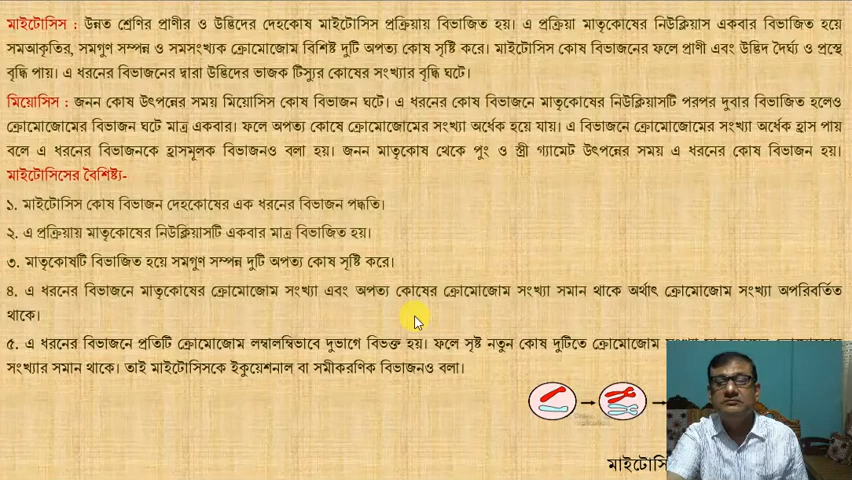 মাইটোসিস : উন্নত শ্রেণির প্রাণীর ও উদ্ভিদের দেহকোষ মাইটোসিস প্রক্রিয়ায় বিভাজিত হয়। এ প্রক্রিয়া মাতৃকোষের নিউক্লিয়াস একবার বিভাজিত হয়ে
সমআকৃতির, সমগুণ সম্পন্ন ও সমসংখ্যক ক্রোমোজোম বিশিষ্ট দুটি অপত্য কোষ সৃষ্টি করে। মাইটোসিস কোষ বিভাজনের ফলে প্রাণী এবং উদ্ভিদ দৈর্ঘ্য ও প্রস্থে
বৃদ্ধি পায়। এ ধরনের বিভাজনের দ্বারা উদ্ভিদের ভাজক টিস্যুর কোষের সংখ্যার বৃদ্ধি ঘটে।
মিয়োসিস : জনন কোষ উৎপন্নের সময় মিয়োসিস কোষ বিভাজন ঘটে। এ ধরনের কোষ বিভাজনে মাতৃকোষের নিউক্লিয়াসটি পরপর দুবার বিভাজিত হলেও
ক্রোমোজোমের বিভাজন ঘটে মাত্র একবার। ফলে অপত্য কোষে ক্রোমোজোমের সংখ্যা অর্ধেক হয়ে যায়। এ বিভাজনে ক্রোমোজোমের সংখ্যা অর্ধেক হ্রাস পায়
বলে এ ধরনের বিভাজনকে হ্রাসমূলক বিভাজনও বলা হয়। জনন মাতৃকোষ থেকে পুং ও স্ত্রী গ্যামেট উৎপন্নের সময় এ ধরনের কোষ বিভাজন হয়।
মাইটোসিসের বৈশিষ্ট্য-
১. মাইটোসিস কোষ বিভাজন দেহকোষের এক ধরনের বিভাজন পদ্ধতি।
২. এ প্রক্রিয়ায় মাতৃকোষের নিউক্লিয়াসটি একবার মাত্র বিভাজিত হয়।
৩. মাতৃকোষটি বিভাজিত হয়ে সমগুণ সম্পন্ন দুটি অপত্য কোষ সৃষ্টি করে।
৪. এ ধরনের বিভাজনে মাতৃকোষের ক্রোমোজোম সংখ্যা এবং অপত্য কোষের ক্রোমোজোম সংখ্যা সমান থাকে অর্থাৎ ক্রোমোজোম সংখ্যা অপরিবর্তিত
থাকে।
৫. এ ধরনের বিভাজনে প্রতিটি ক্রোমোজোম লম্বালম্বিভাবে দুভাগে বিভক্ত হয়। ফলে সৃষ্ট নতুন কোষ দুটিতে ক্রোমোজোম
সংখ্যার সমান থাকে। তাই মাইটোসিসকে ইকুয়েশনাল বা সমীকরণিক বিভাজনও বলা।